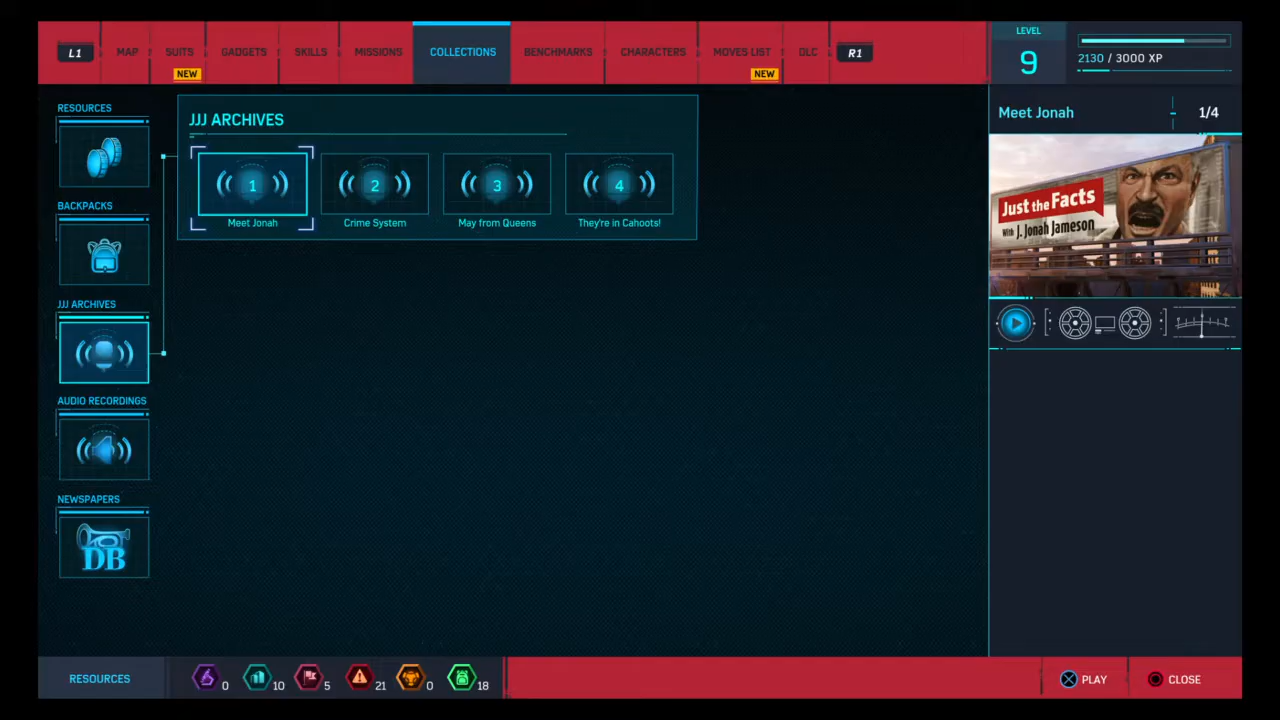 L1
MAP
SUITS
NEW
GADGETS
SKILLS
MISSIONS
COLLECTIONS
BENCHMARKS
CHARACTERS
MOVES LIST
NEW
DLC
R1
LEVEL
9
2130 / 3000 XP
RESOURCES
BACKPACKS
JJJ ARCHIVES
AUDIO RECORDINGS
NEWSPAPERS
DB
JJJ ARCHIVES
1
Meet Jonah
2
Crime System
3
May from Queens
4
They're in Cahoots!
Meet Jonah
1/4
Just the Facts
With J. Jonah Jameson
RESOURCES
0
10
5
21
0
18
PLAY
CLOSE